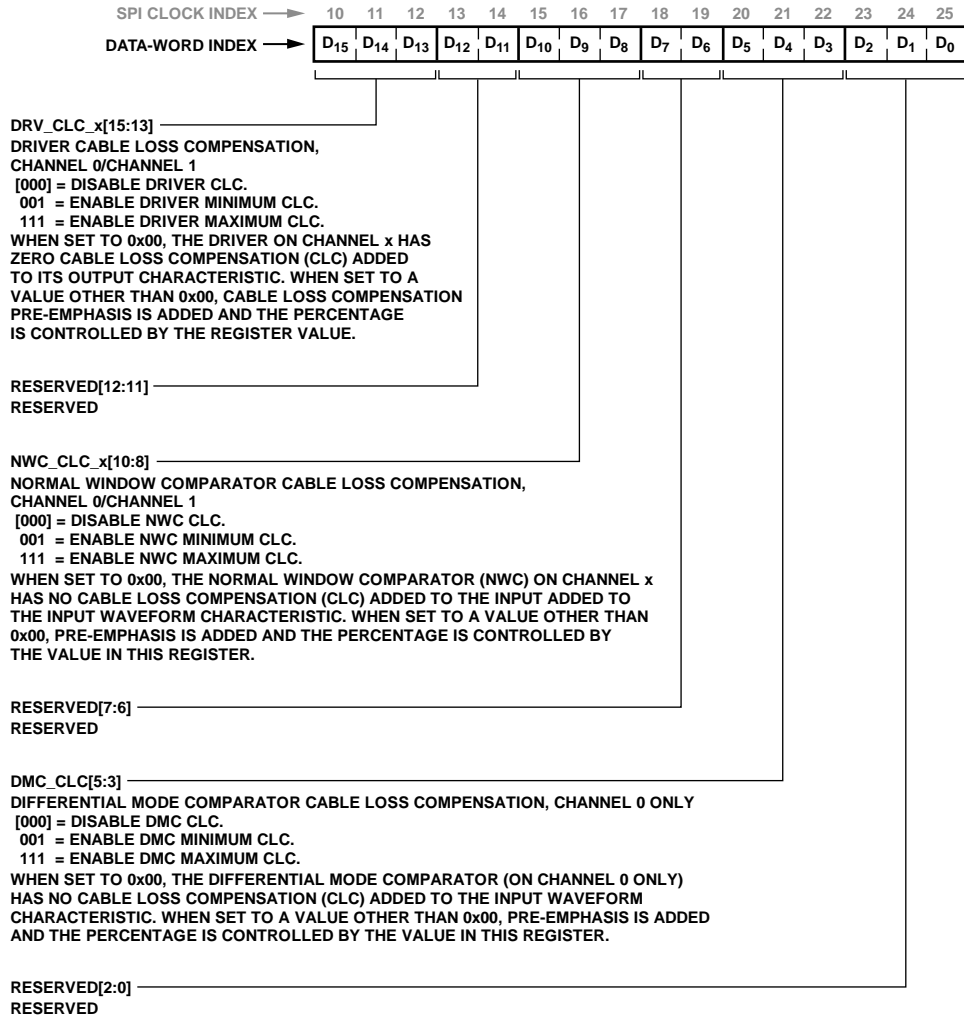 SPI CLOCK INDEX 10 11 12 13 14 15 16 17 18 19 20 21 22 23 24 25
DATA-WORD INDEX D15 D14 D13 D12 D11 D10 D9 D8 D7 D6 D5 D4 D3 D2 D1 D0
DRV_CLC_x[15:13]
DRIVER CABLE LOSS COMPENSATION,
CHANNEL 0/CHANNEL 1
[000] = DISABLE DRIVER CLC.
001 = ENABLE DRIVER MINIMUM CLC.
111 = ENABLE DRIVER MAXIMUM CLC.
WHEN SET TO 0x00, THE DRIVER ON CHANNEL x HAS
ZERO CABLE LOSS COMPENSATION (CLC) ADDED
TO ITS OUTPUT CHARACTERISTIC. WHEN SET TO A
VALUE OTHER THAN 0x00, CABLE LOSS COMPENSATION
PRE-EMPHASIS IS ADDED AND THE PERCENTAGE
IS CONTROLLED BY THE REGISTER VALUE.
RESERVED[12:11]
RESERVED
NWC_CLC_x[10:8]
NORMAL WINDOW COMPARATOR CABLE LOSS COMPENSATION,
CHANNEL 0/CHANNEL 1
[000] = DISABLE NWC CLC.
001 = ENABLE NWC MINIMUM CLC.
111 = ENABLE NWC MAXIMUM CLC.
WHEN SET TO 0x00, THE NORMAL WINDOW COMPARATOR (NWC) ON CHANNEL x
HAS NO CABLE LOSS COMPENSATION (CLC) ADDED TO THE INPUT ADDED TO
THE INPUT WAVEFORM CHARACTERISTIC. WHEN SET TO A VALUE OTHER THAN
0x00, PRE-EMPHASIS IS ADDED AND THE PERCENTAGE IS CONTROLLED BY
THE VALUE IN THIS REGISTER.
RESERVED[7:6]
RESERVED
DMC_CLC[5:3]
DIFFERENTIAL MODE COMPARATOR CABLE LOSS COMPENSATION, CHANNEL 0 ONLY
[000] = DISABLE DMC CLC.
001 = ENABLE DMC MINIMUM CLC.
111 = ENABLE DMC MAXIMUM CLC.
WHEN SET TO 0x00, THE DIFFERENTIAL MODE COMPARATOR (ON CHANNEL 0 ONLY)
HAS NO CABLE LOSS COMPENSATION (CLC) ADDED TO THE INPUT WAVEFORM
CHARACTERISTIC. WHEN SET TO A VALUE OTHER THAN 0x00, PRE-EMPHASIS IS ADDED
AND THE PERCENTAGE IS CONTROLLED BY THE VALUE IN THIS REGISTER.
RESERVED[2:0]
RESERVED